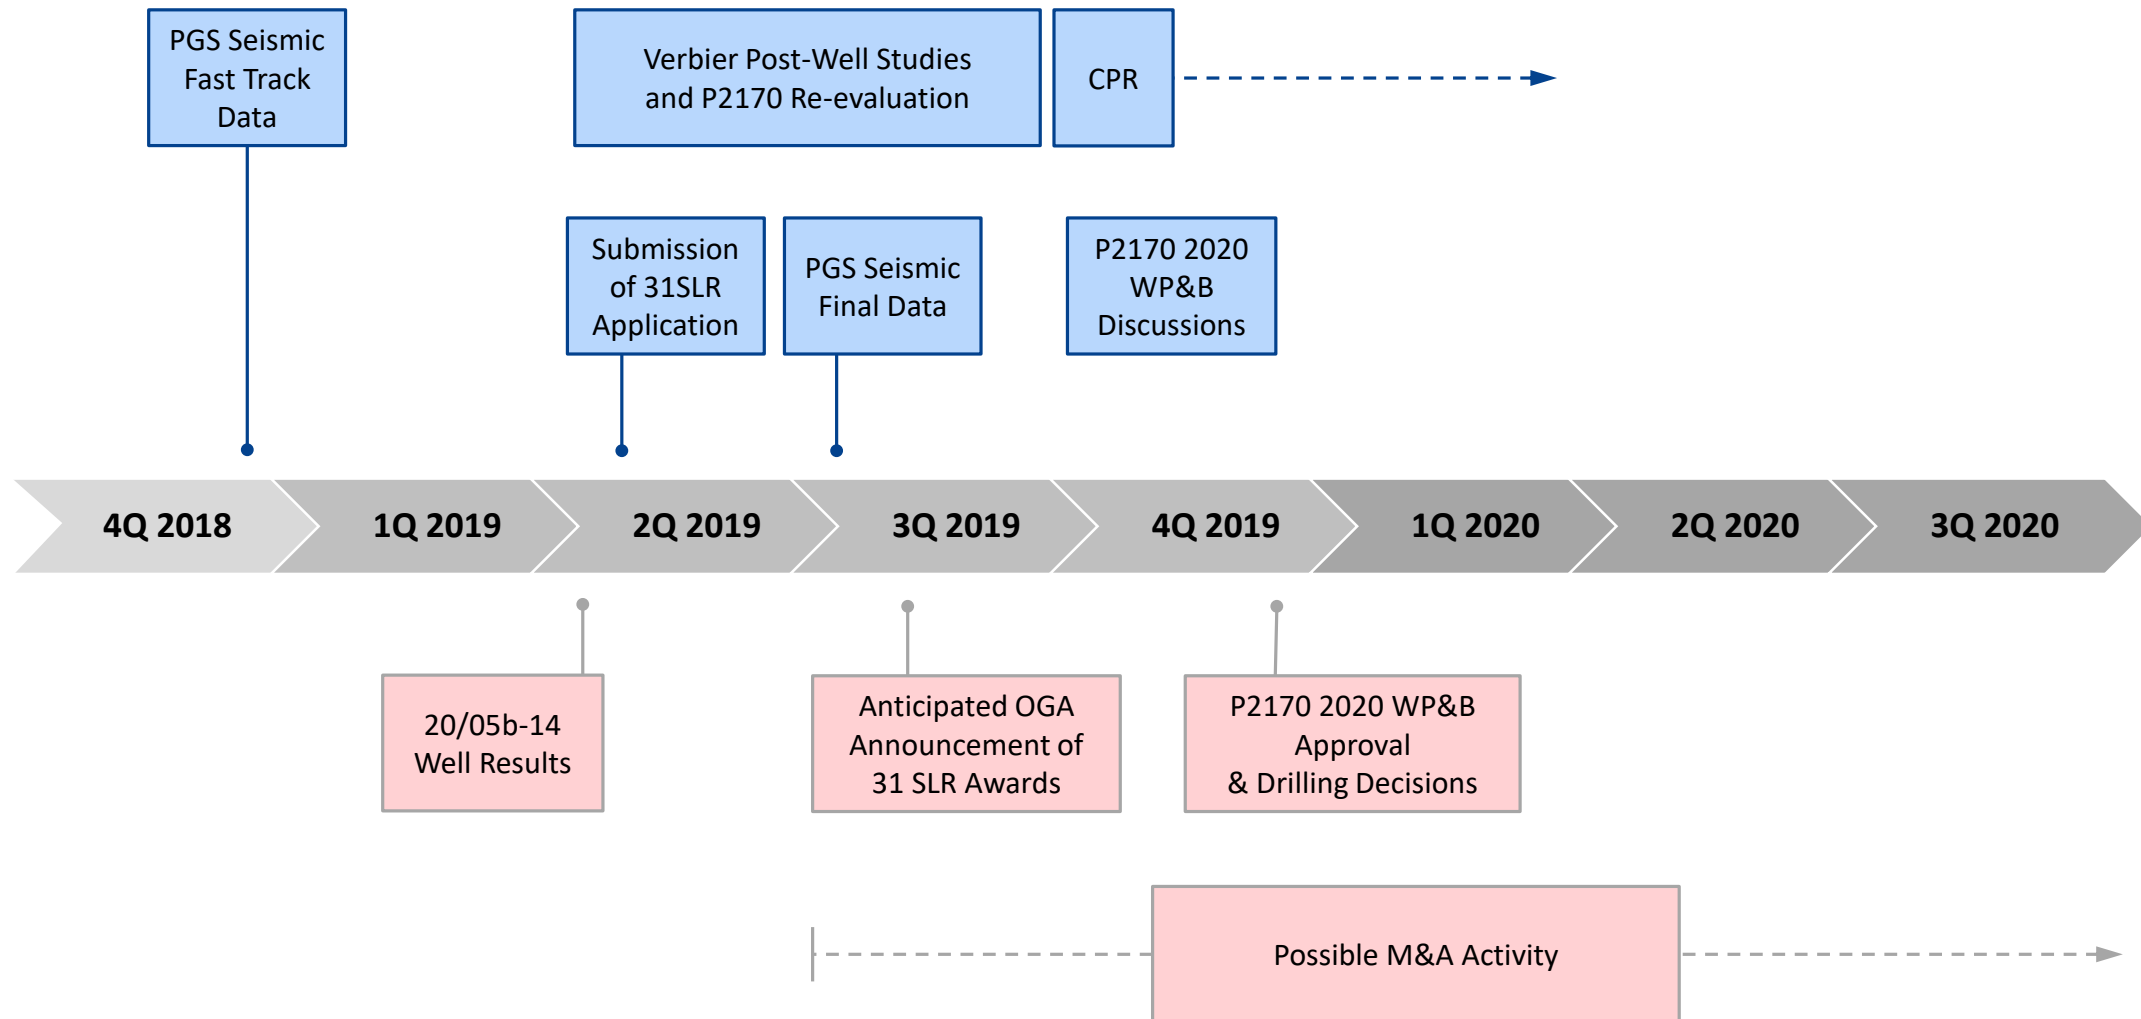 PGS Seismic
Fast Track
Data
Verbier Post-Well Studies
and P2170 Re-evaluation
CPR
Submission
of 31SLR
Application
PGS Seismic
Final Data
P2170 2020
WP&B
Discussions
4Q 2018
1Q 2019
2Q 2019
3Q 2019
4Q 2019
1Q 2020
2Q 2020
3Q 2020
20/05b-14
Well Results
Anticipated OGA
Announcement of
31 SLR Awards
P2170 2020 WP&B
Approval
& Drilling Decisions
Possible M&A Activity